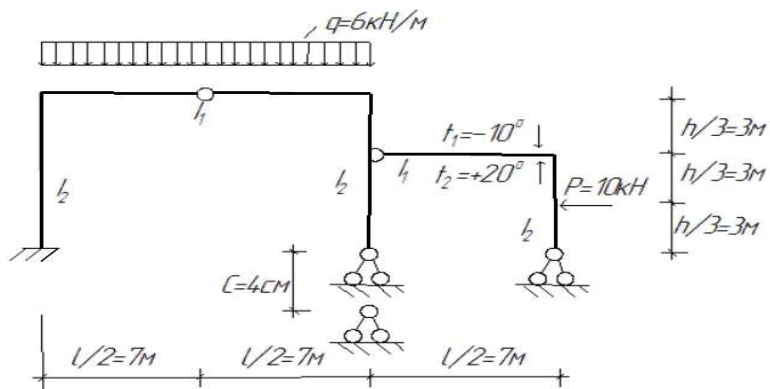 q=6кН/м
I₁
t₁=-10°
h/3=3м
I₁
t₂=+20°
I₂
I₂
P=10кН
h/3=3м
I₂
h/3=3м
C=4см
l/2=7м
l/2=7м
l/2=7м